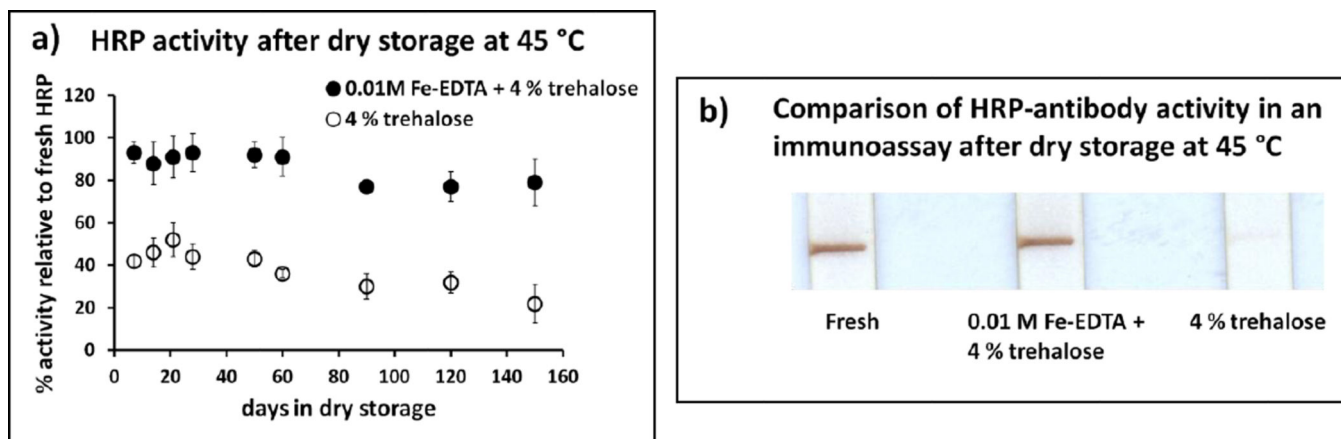 a) HRP activity after dry storage at 45 °C
% activity relative to fresh HRP
● 0.01M Fe-EDTA + 4 % trehalose
○ 4 % trehalose
120
100
80
60
40
20
0
0 20 40 60 80 100 120 140 160
days in dry storage
b) Comparison of HRP-antibody activity in an
immunoassay after dry storage at 45 °C
Fresh
0.01 M Fe-EDTA +
4 % trehalose
4 % trehalose